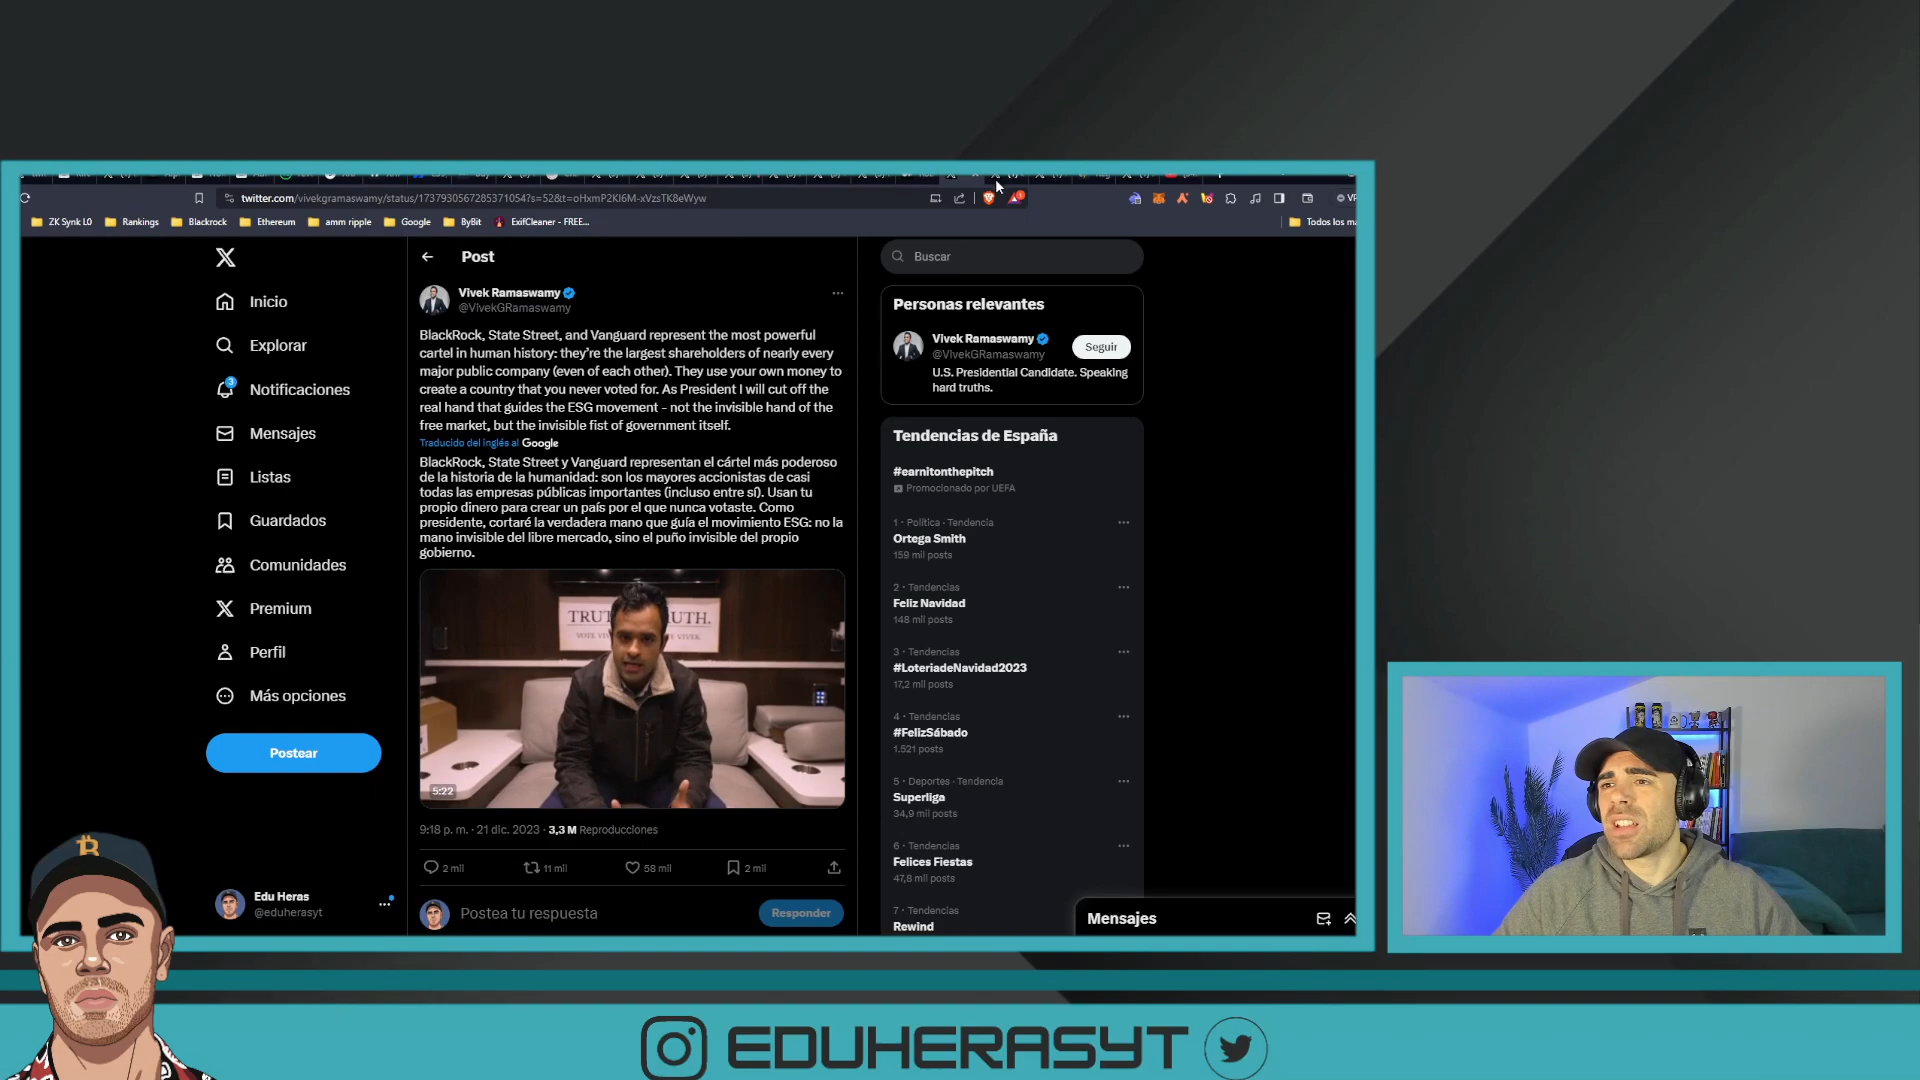 twitter.com/vivekgramaswamy/status/1737930567285371054?s=52&t=oHxmP2Kl6M-xVzsTK8eWyw
ZK Synk L0
Rankings
Blackrock
Ethereum
amm ripple
Google
ByBit
ExifCleaner - FREE...
Todos los ma
Inicio
Explorar
3
Notificaciones
Mensajes
Listas
Guardados
Comunidades
Premium
Perfil
Más opciones
Postear
Edu Heras
@eduherasyt
Post
Vivek Ramaswamy
@VivekGRamaswamy
BlackRock, State Street, and Vanguard represent the most powerful
cartel in human history: they're the largest shareholders of nearly every
major public company (even of each other). They use your own money to
create a country that you never voted for. As President I will cut off the
real hand that guides the ESG movement - not the invisible hand of the
free market, but the invisible fist of government itself.
Traducido del inglés al Google
BlackRock, State Street y Vanguard representan el cártel más poderoso
de la historia de la humanidad: son los mayores accionistas de casi
todas las empresas públicas importantes (incluso entre sí). Usan tu
propio dinero para crear un país por el que nunca votaste. Como
presidente, cortaré la verdadera mano que guía el movimiento ESG: no la
mano invisible del libre mercado, sino el puño invisible del propio
gobierno.
5:22
9:18 p. m. · 21 dic. 2023 · 3,3 M Reproducciones
2 mil
11 mil
58 mil
2 mil
Postea tu respuesta
Responder
Buscar
Personas relevantes
Vivek Ramaswamy
@VivekGRamaswamy
Seguir
U.S. Presidential Candidate. Speaking
hard truths.
Tendencias de España
#earnitonthepitch
Promocionado por UEFA
1 · Política · Tendencia
Ortega Smith
159 mil posts
2 · Tendencias
Feliz Navidad
148 mil posts
3 · Tendencias
#LoteriadeNavidad2023
17,2 mil posts
4 · Tendencias
#FelizSábado
1.521 posts
5 · Deportes · Tendencia
Superliga
34,9 mil posts
6 · Tendencias
Felices Fiestas
47,8 mil posts
7 · Tendencias
Rewind
Mensajes
EDUHERASYT